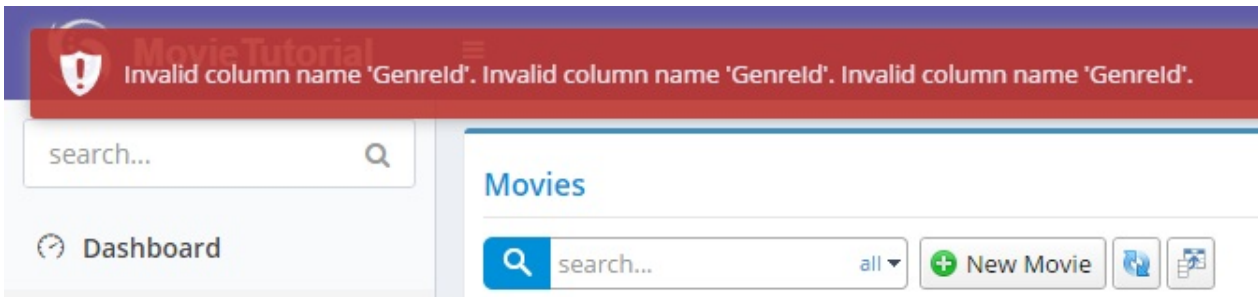 MovieTutorial
Invalid column name 'GenreId'. Invalid column name 'GenreId'. Invalid column name 'GenreId'.
search...
Movies
Dashboard
search...
all
New Movie